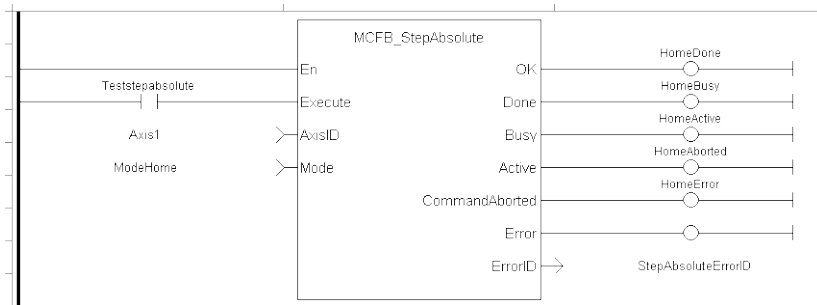 MCFB_StepAbsolute
HomeDone
En OK
Teststepabsolute HomeBusy
Execute Done
HomeActive
Axis1 AxisID Busy
HomeAborted
ModeHome Mode Active
HomeError
CommandAborted
Error
ErrorID StepAbsoluteErrorID